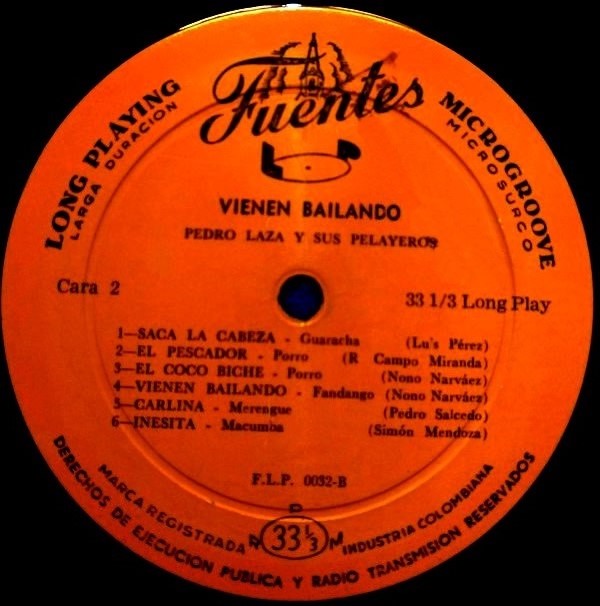 Fuentes
LP
LONG PLAYING
LARGA DURACION
MICROGROOVE
MICROSURCO
VIENEN BAILANDO
PEDRO LAZA Y SUS PELAYEROS
Cara 2
33 1/3 Long Play
1—SACA LA CABEZA - Guaracha (Lu's Pérez)
2—EL PESCADOR - Porro (R Campo Miranda)
3—EL COCO BICHE - Porro (Nono Narváez)
4—VIENEN BAILANDO - Fandango (Nono Narváez)
5—CARLINA - Merengue (Pedro Salcedo)
6—INESITA - Macumba (Simón Mendoza)
F.L.P. 0032-B
MARCA REGISTRADA
R P M
33 1/3
INDUSTRIA COLOMBIANA
DERECHOS DE EJECUCION PUBLICA Y RADIO TRANSMISION RESERVADOS